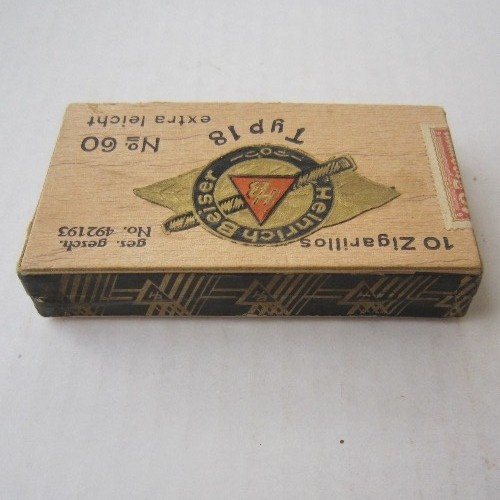 10 Zigarillos
ges. gesch.
No. 492193
Heinrich Beiser
Typ 18
No 60
extra leicht